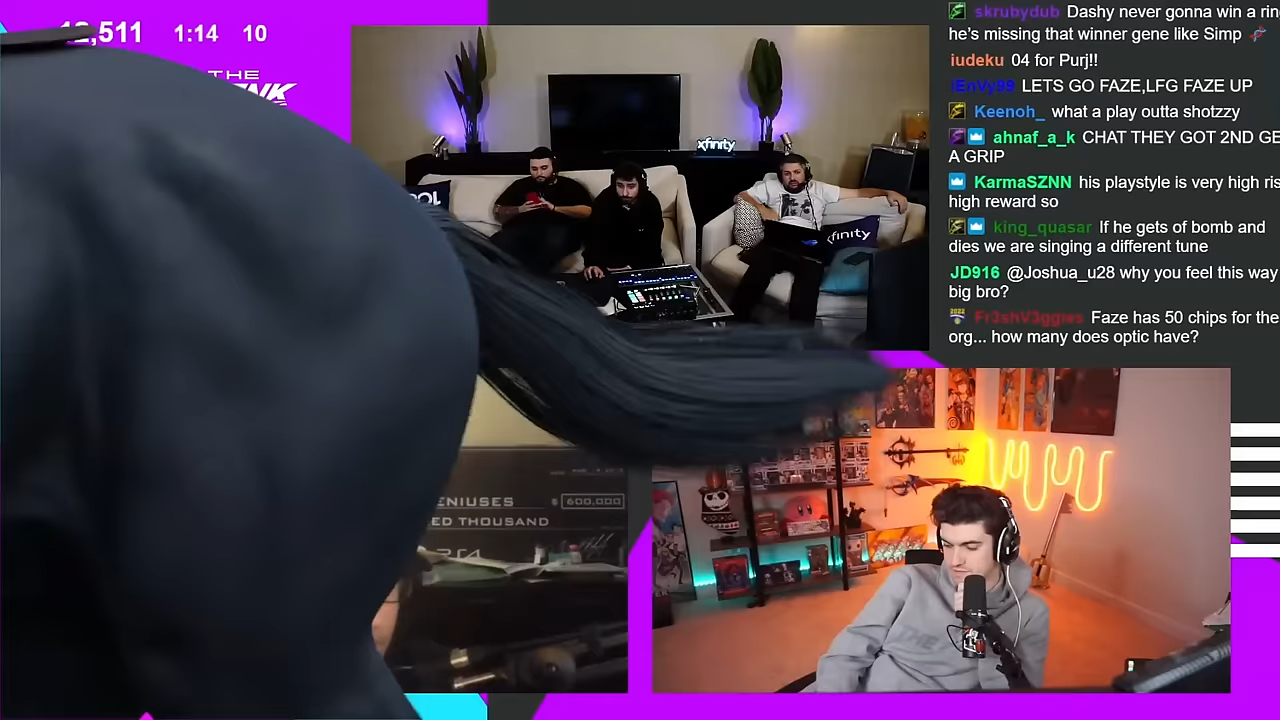 12,511 1:14 10
THE
xfinity
xfinity
ENIUSES $ 600,000
ED THOUSAND
skrubydub Dashy never gonna win a rin
he's missing that winner gene like Simp
iudeku 04 for Purj!!
iEnVy99 LETS GO FAZE,LFG FAZE UP
Keenoh_ what a play outta shotzzy
ahnaf_a_k CHAT THEY GOT 2ND GE
A GRIP
KarmaSZNN his playstyle is very high ris
high reward so
king_quasar If he gets of bomb and
dies we are singing a different tune
JD916 @Joshua_u28 why you feel this way
big bro?
Fr3shV3ggies Faze has 50 chips for the
org... how many does optic have?
THE